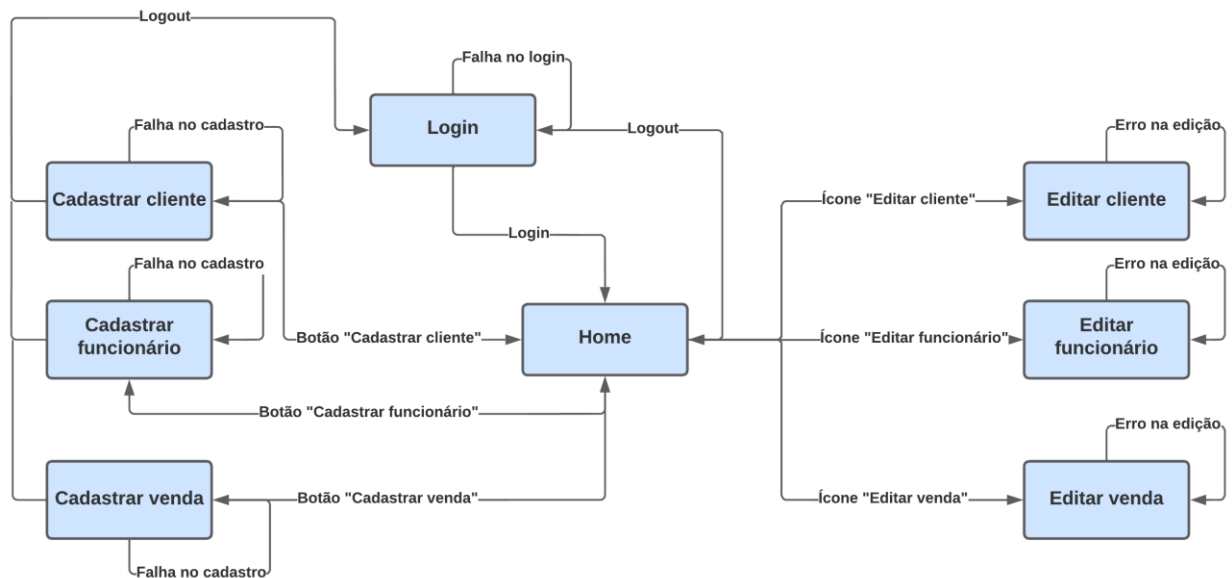 Logout
Falha no login
Login
Logout
Falha no cadastro
Erro na edição
Cadastrar cliente
Ícone "Editar cliente"
Editar cliente
Login
Falha no cadastro
Erro na edição
Cadastrar
funcionário
Botão "Cadastrar cliente"
Home
Ícone "Editar funcionário"
Editar
funcionário
Botão "Cadastrar funcionário"
Erro na edição
Cadastrar venda
Botão "Cadastrar venda"
Ícone "Editar venda"
Editar venda
Falha no cadastro